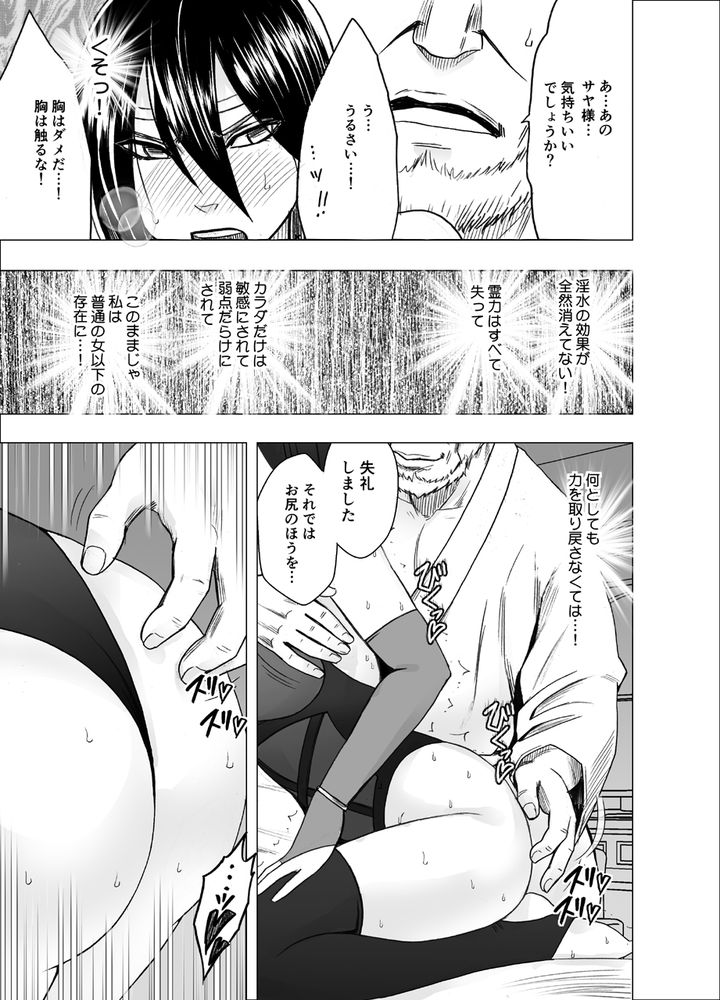 あ…あの
サヤ様…
気持ちいい
でしょうか?
う…
うるさい…!
ッ!!
くそっ!
胸はダメだ…!
胸は触るな!
淫水の効果が
全然消えてない!
霊力はすべて
失って
カラダだけは
敏感にされて
弱点だらけに
されて
このままじゃ
私は
普通の女以下の
存在に…!
何としても
力を取り戻さなくては…!
失礼
しました
それでは
お尻のほうを…
びくっ♡
びくっ♡
ズリ♡
ズリ♡
ズリ♡
ズリ♡
…ッ♡